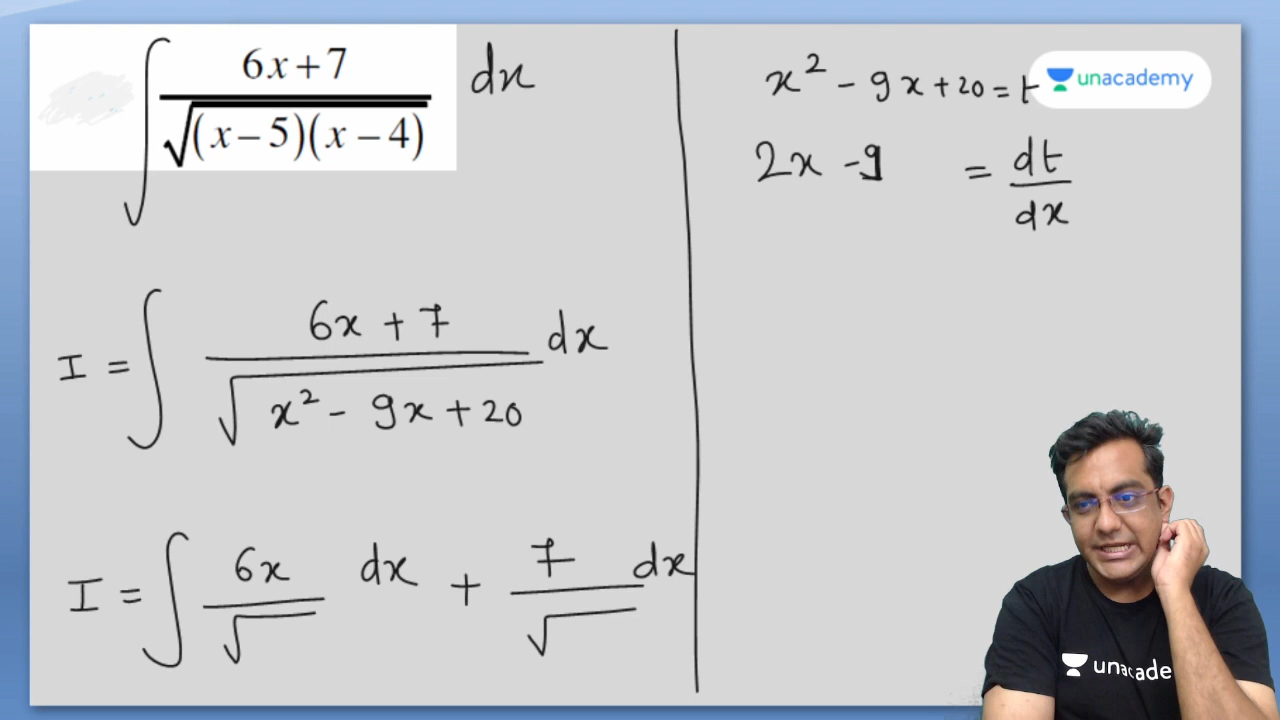 ∫ (6x+7)/√((x−5)(x−4)) dx
I = ∫ (6x + 7)/√(x² - 9x + 20) dx
I = ∫ 6x/√ dx + 7/√ dx
x² - 9x + 20 = t
2x - 9 = dt/dx
unacademy
unacade